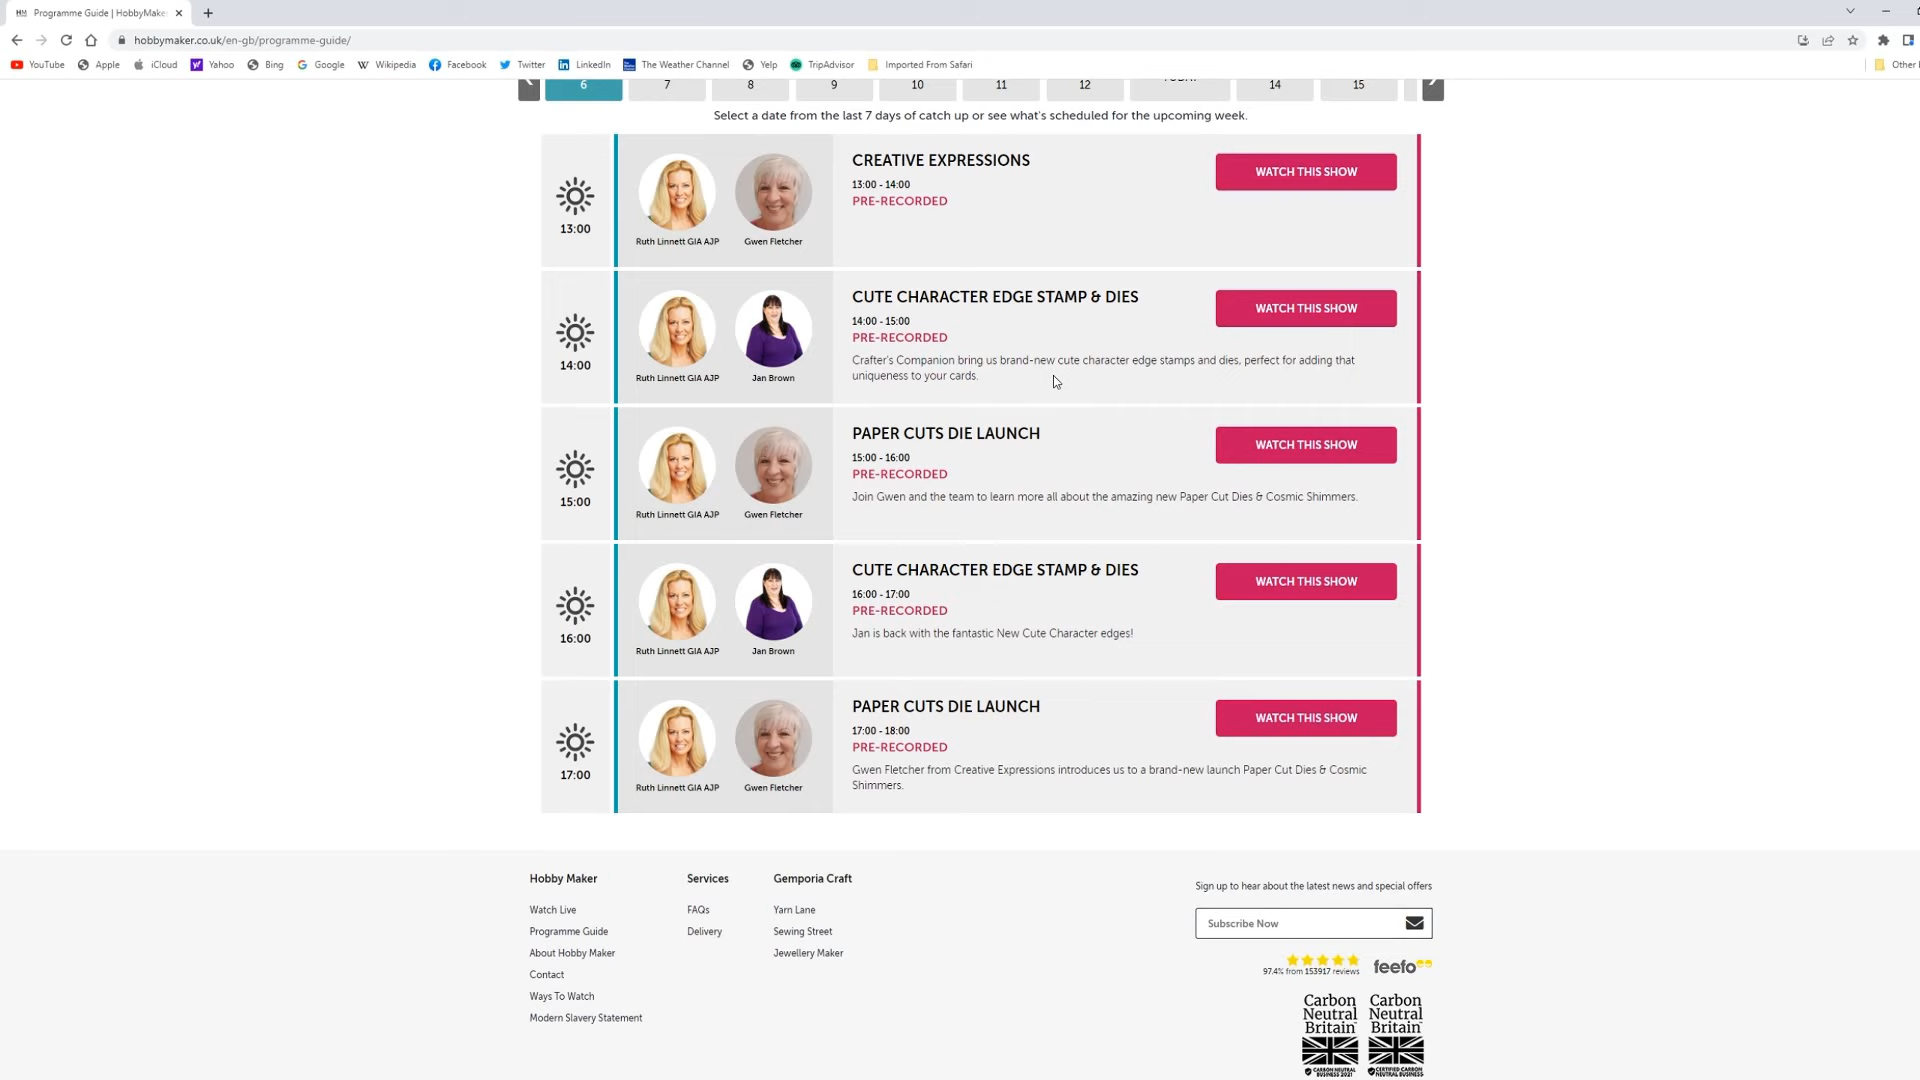 Programme Guide | HobbyMake
hobbymaker.co.uk/en-gb/programme-guide/
YouTube Apple iCloud Yahoo Bing Google Wikipedia Facebook Twitter LinkedIn The Weather Channel Yelp TripAdvisor Imported From Safari Other
6 7 8 9 10 11 12 TODAY 14 15
Select a date from the last 7 days of catch up or see what's scheduled for the upcoming week.
CREATIVE EXPRESSIONS
WATCH THIS SHOW
13:00 - 14:00
PRE-RECORDED
13:00
Ruth Linnett GIA AJP Gwen Fletcher
CUTE CHARACTER EDGE STAMP & DIES
WATCH THIS SHOW
14:00 - 15:00
PRE-RECORDED
Crafter's Companion bring us brand-new cute character edge stamps and dies, perfect for adding that
uniqueness to your cards.
14:00
Ruth Linnett GIA AJP Jan Brown
PAPER CUTS DIE LAUNCH
WATCH THIS SHOW
15:00 - 16:00
PRE-RECORDED
Join Gwen and the team to learn more all about the amazing new Paper Cut Dies & Cosmic Shimmers.
15:00
Ruth Linnett GIA AJP Gwen Fletcher
CUTE CHARACTER EDGE STAMP & DIES
WATCH THIS SHOW
16:00 - 17:00
PRE-RECORDED
Jan is back with the fantastic New Cute Character edges!
16:00
Ruth Linnett GIA AJP Jan Brown
PAPER CUTS DIE LAUNCH
WATCH THIS SHOW
17:00 - 18:00
PRE-RECORDED
Gwen Fletcher from Creative Expressions introduces us to a brand-new launch Paper Cut Dies & Cosmic
Shimmers.
17:00
Ruth Linnett GIA AJP Gwen Fletcher
Hobby Maker
Watch Live
Programme Guide
About Hobby Maker
Contact
Ways To Watch
Modern Slavery Statement
Services
FAQs
Delivery
Gemporia Craft
Yarn Lane
Sewing Street
Jewellery Maker
Sign up to hear about the latest news and special offers
Subscribe Now
97.4% from 153917 reviews
feefo
Carbon
Neutral
Britain
CARBON NEUTRAL
BUSINESS 2021
Carbon
Neutral
Britain
CERTIFIED CARBON
NEUTRAL BUSINESS